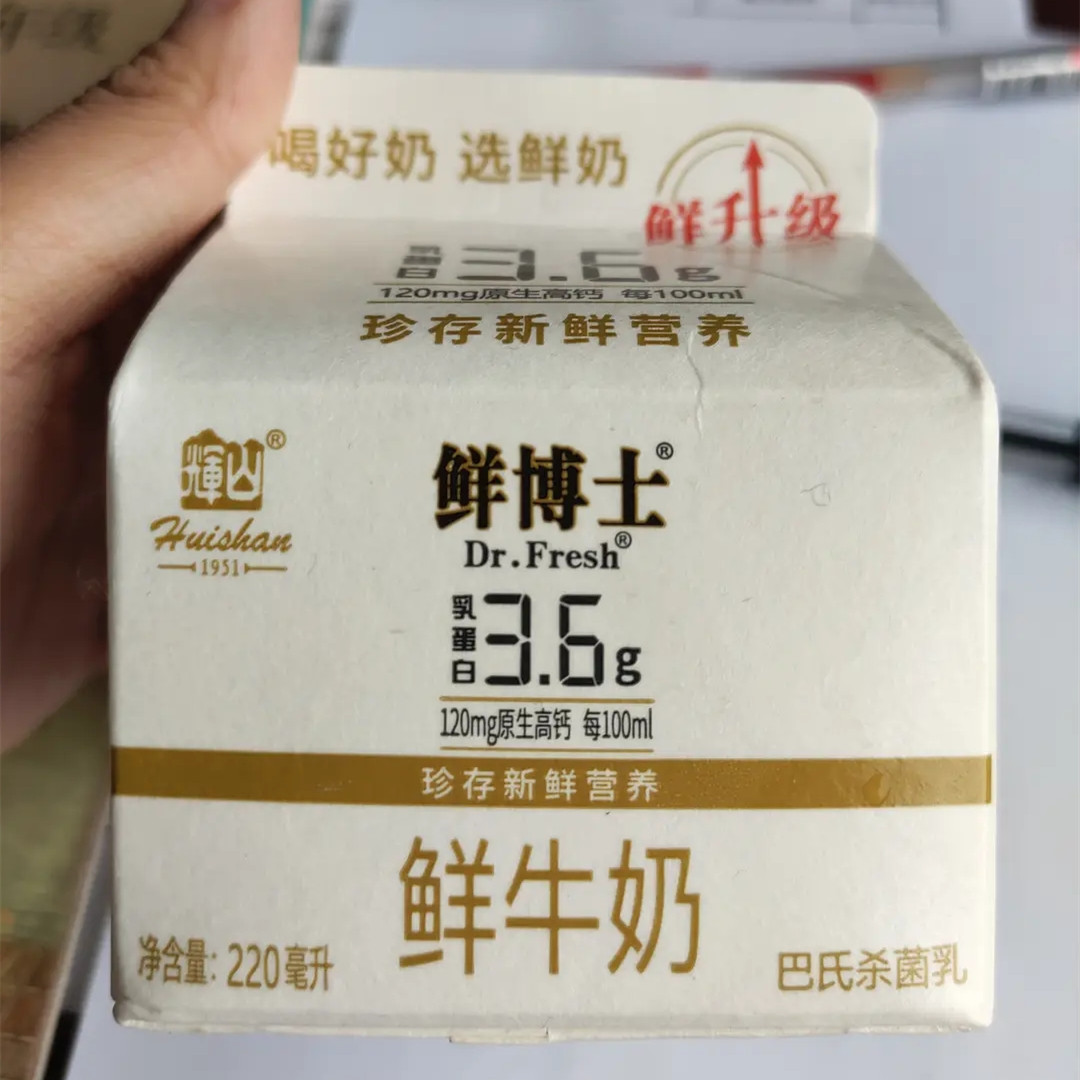 喝好奶 选鲜奶
鲜升级
乳蛋白 3.6g
120mg原生高钙 每100ml
珍存新鲜营养
輝山®
Huishan
1951
鲜博士®
Dr.Fresh®
乳蛋白 3.6g
120mg原生高钙 每100ml
珍存新鲜营养
鲜牛奶
净含量:220毫升
巴氏杀菌乳